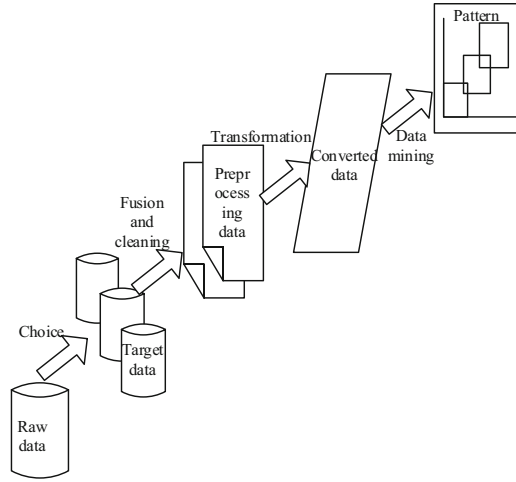 Pattern
Transformation
Data
mining
Converted
data
Prepr
ocess
ing
data
Fusion and
cleaning
Choice
Target
data
Raw
data